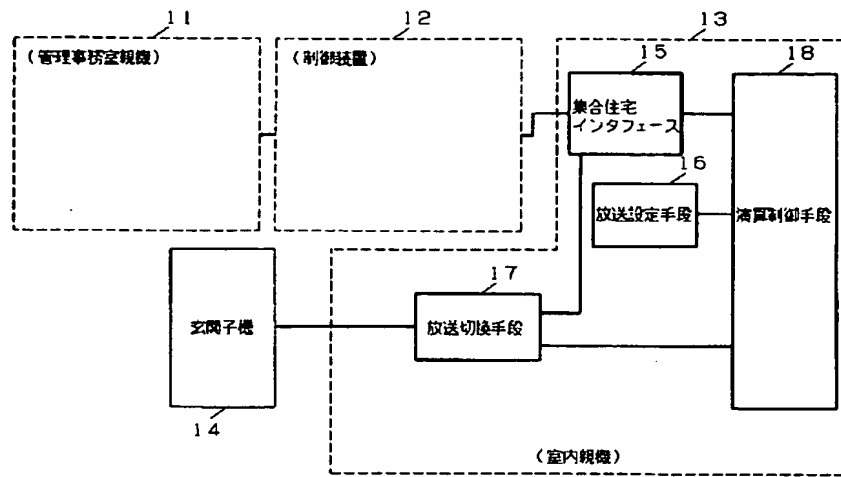 11
12
13
(管理事務室親機)
(制御装置)
15
18
集合住宅
インタフェース
16
放送設定手段
演算制御手段
17
玄関子機
放送切換手段
14
(室内親機)